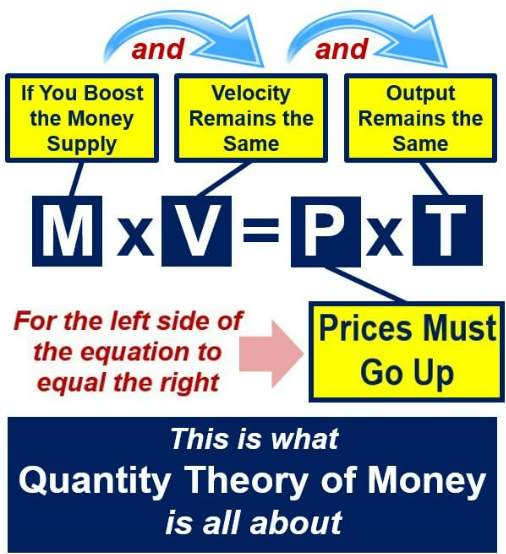 and
and
If You Boost
the Money
Supply
Velocity
Remains the
Same
Output
Remains the
Same
M x V = P x T
For the left side of
the equation to
equal the right
Prices Must
Go Up
This is what
Quantity Theory of Money
is all about